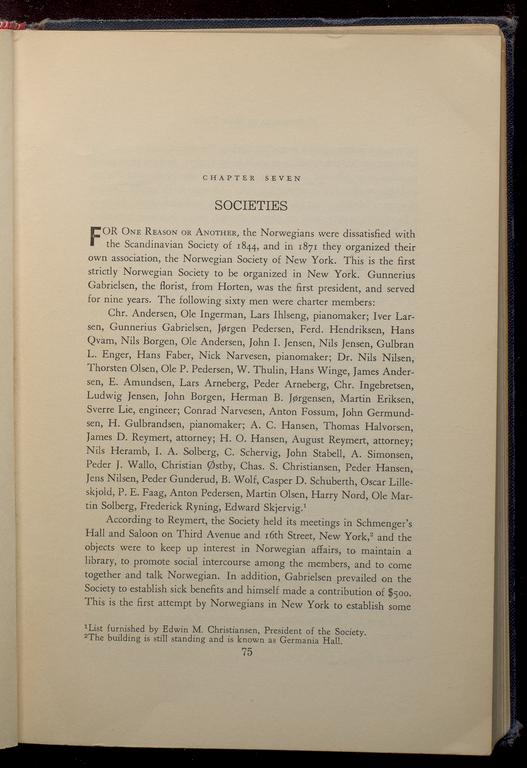 CHAPTER SEVEN
SOCIETIES
FOR ONE REASON OR ANOTHER, the Norwegians were dissatisfied with
the Scandinavian Society of 1844, and in 1871 they organized their
own association, the Norwegian Society of New York. This is the first
strictly Norwegian Society to be organized in New York. Gunnerius
Gabrielsen, the florist, from Horten, was the first president, and served
for nine years. The following sixty men were charter members:
Chr. Andersen, Ole Ingerman, Lars Ihlseng, pianomaker; Iver Lar-
sen, Gunnerius Gabrielsen, Jørgen Pedersen, Ferd. Hendriksen, Hans
Qvam, Nils Borgen, Ole Andersen, John I. Jensen, Nils Jensen, Gulbran
L. Enger, Hans Faber, Nick Narvesen, pianomaker; Dr. Nils Nilsen,
Thorsten Olsen, Ole P. Pedersen, W. Thulin, Hans Winge, James Ander-
sen, E. Amundsen, Lars Arneberg, Peder Arneberg, Chr. Ingebretsen,
Ludwig Jensen, John Borgen, Herman B. Jørgensen, Martin Eriksen,
Sverre Lie, engineer; Conrad Narvesen, Anton Fossum, John Germund-
sen, H. Gulbrandsen, pianomaker; A. C. Hansen, Thomas Halvorsen,
James D. Reymert, attorney; H. O. Hansen, August Reymert, attorney;
Nils Heramb, I. A. Solberg, C. Schervig, John Stabell, A. Simonsen,
Peder J. Wallo, Christian Østby, Chas. S. Christiansen, Peder Hansen,
Jens Nilsen, Peder Gunderud, B. Wolf, Casper D. Schuberth, Oscar Lille-
skjold, P. E. Faag, Anton Pedersen, Martin Olsen, Harry Nord, Ole Mar-
tin Solberg, Frederick Ryning, Edward Skjervig.¹
According to Reymert, the Society held its meetings in Schmenger's
Hall and Saloon on Third Avenue and 16th Street, New York,² and the
objects were to keep up interest in Norwegian affairs, to maintain a
library, to promote social intercourse among the members, and to come
together and talk Norwegian. In addition, Gabrielsen prevailed on the
Society to establish sick benefits and himself made a contribution of $500.
This is the first attempt by Norwegians in New York to establish some
¹List furnished by Edwin M. Christiansen, President of the Society.
²The building is still standing and is known as Germania Hall.
75